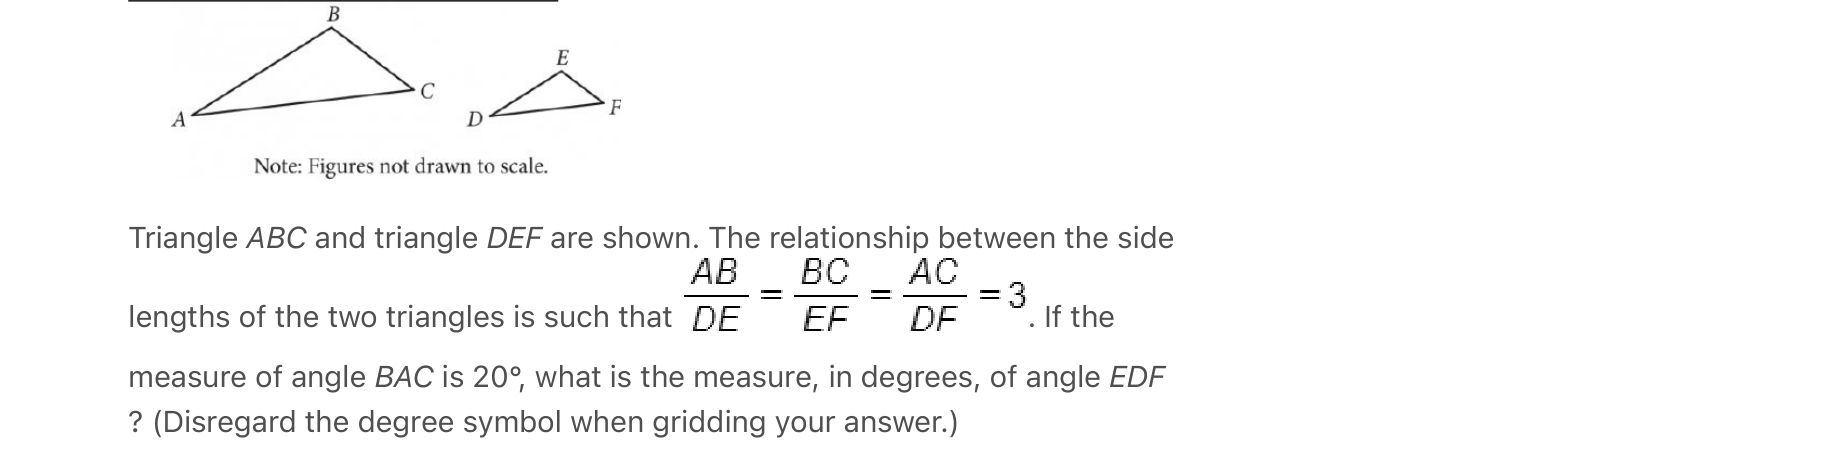 B
E
C
F
A
D
Note: Figures not drawn to scale.
Triangle ABC and triangle DEF are shown. The relationship between the side
lengths of the two triangles is such that AB/DE = BC/EF = AC/DF = 3. If the
measure of angle BAC is 20°, what is the measure, in degrees, of angle EDF
? (Disregard the degree symbol when gridding your answer.)